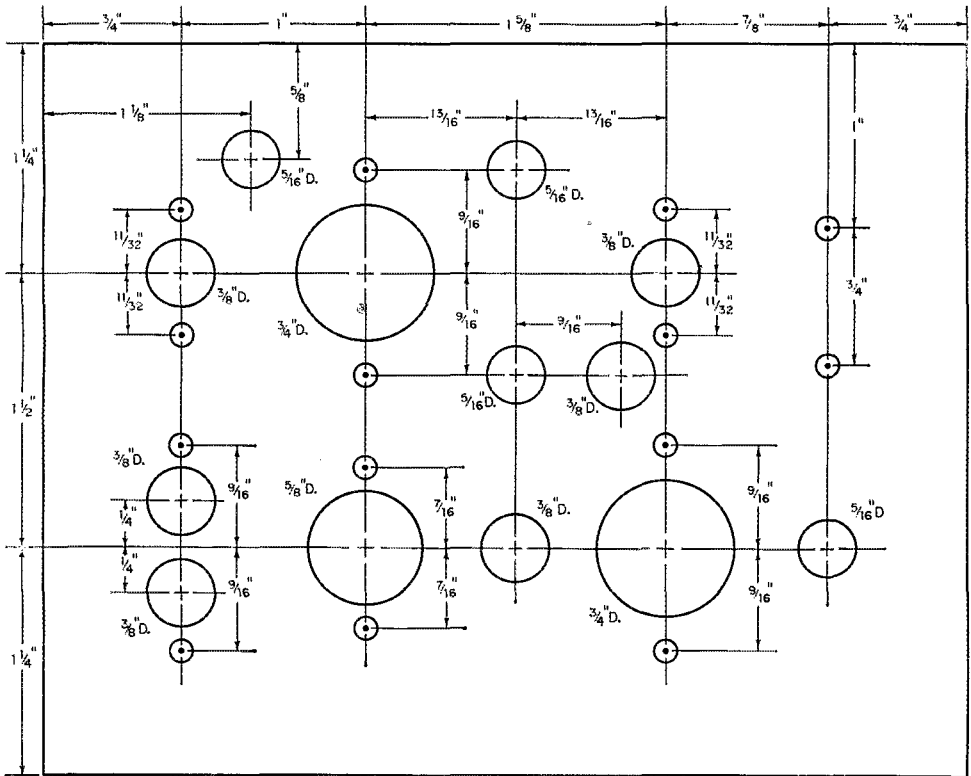 3/4" 1" 1 5/8" 7/8" 3/4"
5/8"
1 1/8" 13/16" 13/16" 1"
1 1/4"
5/16"D. 5/16"D.
9/16"
11/32" 3/8"D. 11/32"
3/4"
11/32" 3/8"D. 11/32"
3/4"D. 9/16" 9/16"
1 1/2" 5/16"D. 3/8"D.
3/8"D. 5/8"D.
9/16" 7/16" 9/16"
1/4" 3/8"D. 5/16"D
1/4"
9/16" 7/16" 9/16"
3/8"D. 3/4"D.
1 1/4"